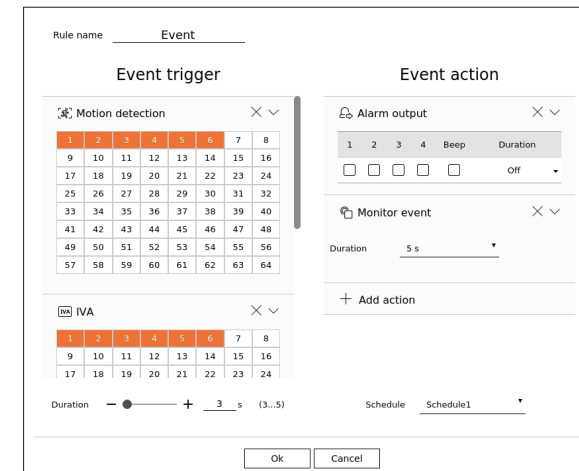 Rule name Event
Event trigger
Motion detection
1 2 3 4 5 6 7 8
9 10 11 12 13 14 15 16
17 18 19 20 21 22 23 24
25 26 27 28 29 30 31 32
33 34 35 36 37 38 39 40
41 42 43 44 45 46 47 48
49 50 51 52 53 54 55 56
57 58 59 60 61 62 63 64
IVA IVA
1 2 3 4 5 6 7 8
9 10 11 12 13 14 15 16
17 18 19 20 21 22 23 24
Duration 3 s (3...5)
Event action
Alarm output
1 2 3 4 Beep Duration
Off
Monitor event
Duration 5 s
+ Add action
Schedule Schedule1
Ok Cancel